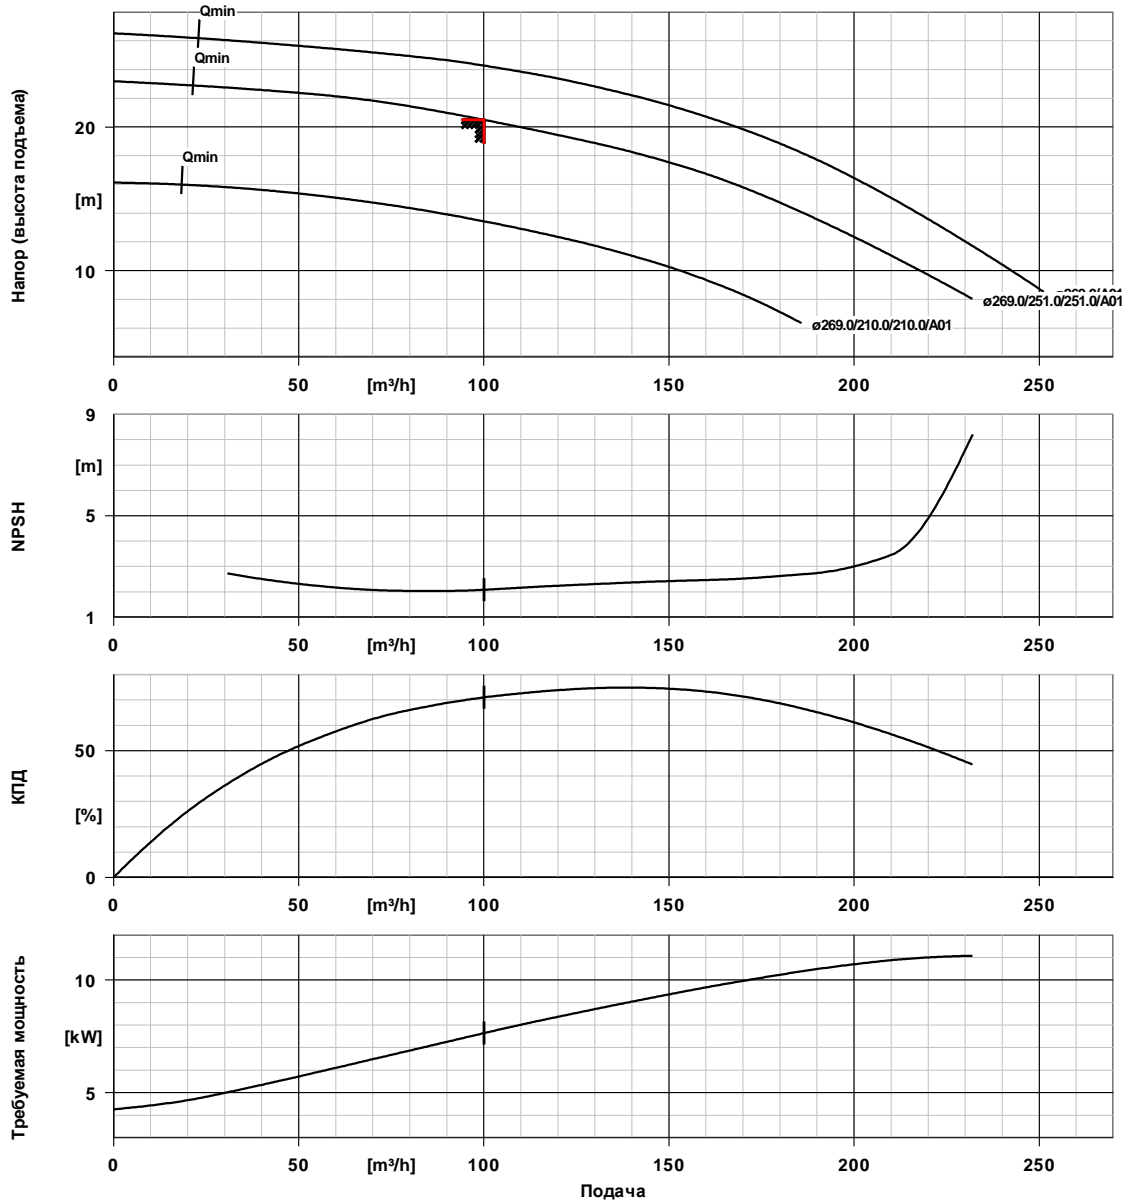 Qmin
Qmin
Qmin
Напор (высота подъема)
20
[m]
10
ø269.0/A01
ø269.0/251.0/251.0/A01
ø269.0/210.0/210.0/A01
0 50 [m³/h] 100 150 200 250
NPSH
9
[m]
5
1
0 50 [m³/h] 100 150 200 250
КПД
50
[%]
0
0 50 [m³/h] 100 150 200 250
Требуемая мощность
10
[kW]
5
0 50 [m³/h] 100 150 200 250
Подача